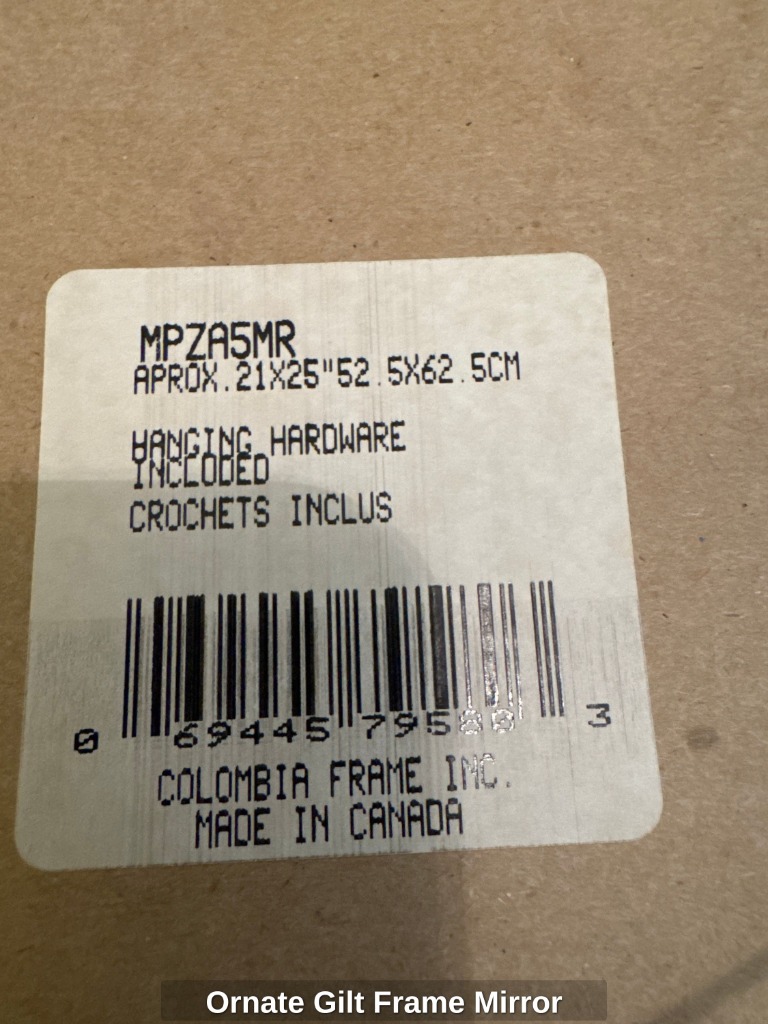 MPZA5MR
APROX.21X25"52.5X62.5CM
HANGING HARDWARE
INCLUDED
CROCHETS INCLUS
0 69445 79580 3
COLOMBIA FRAME INC.
MADE IN CANADA
Ornate Gilt Frame Mirror